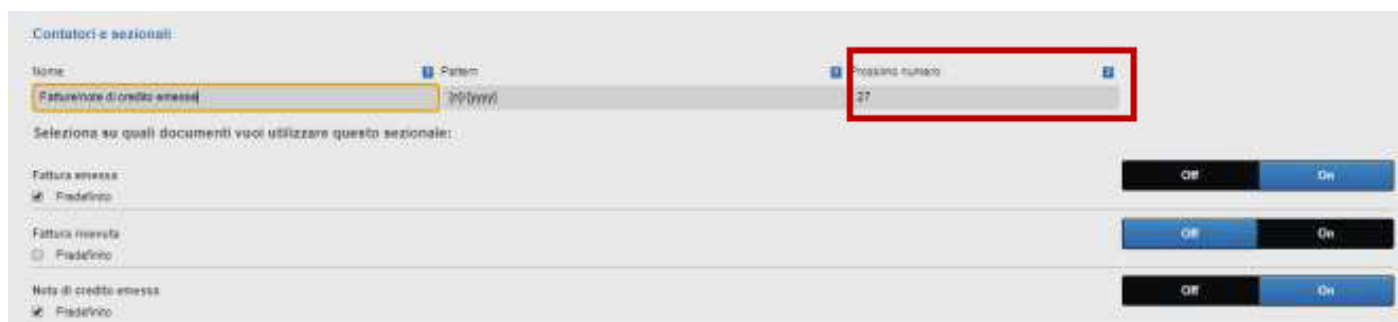 Contatori e sezionali
Nome ? Pattern ? Prossimo numero ?
Fatture/note di credito emesse {n}/{yyyy} 27
Seleziona su quali documenti vuoi utilizzare questo sezionale:
Fattura emessa Off On
Predefinito
Fattura ricevuta Off On
Predefinito
Nota di credito emessa Off On
Predefinito